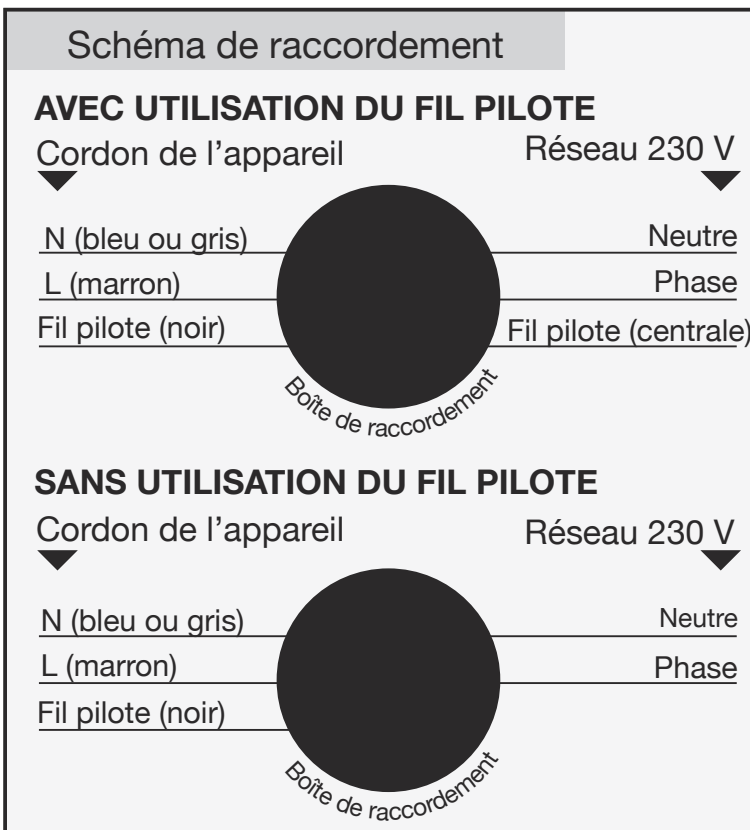 Schéma de raccordement
AVEC UTILISATION DU FIL PILOTE
Cordon de l'appareil Réseau 230 V
N (bleu ou gris) Neutre
L (marron) Phase
Fil pilote (noir) Fil pilote (centrale)
Boîte de raccordement
SANS UTILISATION DU FIL PILOTE
Cordon de l'appareil Réseau 230 V
N (bleu ou gris) Neutre
L (marron) Phase
Fil pilote (noir)
Boîte de raccordement